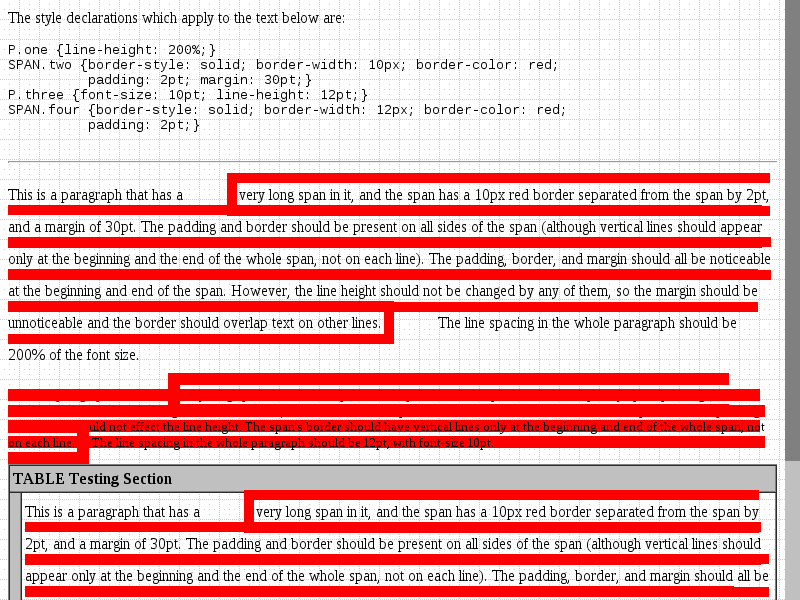 The style declarations which apply to the text below are:
P.one {line-height: 200%;}
SPAN.two {border-style: solid; border-width: 10px; border-color: red;
padding: 2pt; margin: 30pt;}
P.three {font-size: 10pt; line-height: 12pt;}
SPAN.four {border-style: solid; border-width: 12px; border-color: red;
padding: 2pt;}
This is a paragraph that has a very long span in it, and the span has a 10px red border separated from the span by 2pt,
and a margin of 30pt. The padding and border should be present on all sides of the span (although vertical lines should appear
only at the beginning and the end of the whole span, not on each line). The padding, border, and margin should all be noticeable
at the beginning and end of the span. However, the line height should not be changed by any of them, so the margin should be
unnoticeable and the border should overlap text on other lines. The line spacing in the whole paragraph should be
200% of the font size.
uld not effect the line height. The span's border should have vertical lines only at the beginning and end of the whole span, not
on each line. The line spacing in the whole paragraph should be 12pt, with font-size 10pt.
TABLE Testing Section
This is a paragraph that has a very long span in it, and the span has a 10px red border separated from the span by
2pt, and a margin of 30pt. The padding and border should be present on all sides of the span (although vertical lines should
appear only at the beginning and the end of the whole span, not on each line). The padding, border, and margin should all be